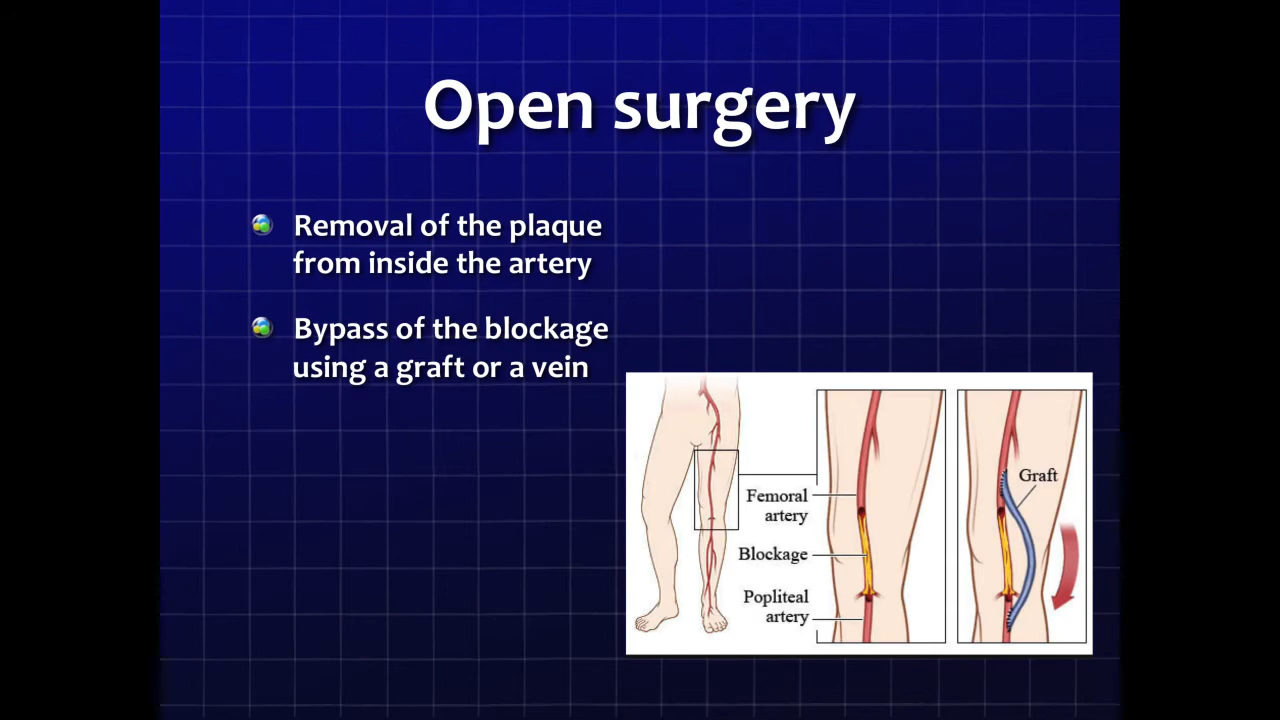 Open surgery
Removal of the plaque
from inside the artery
Bypass of the blockage
using a graft or a vein
Femoral
artery
Blockage
Popliteal
artery
Graft